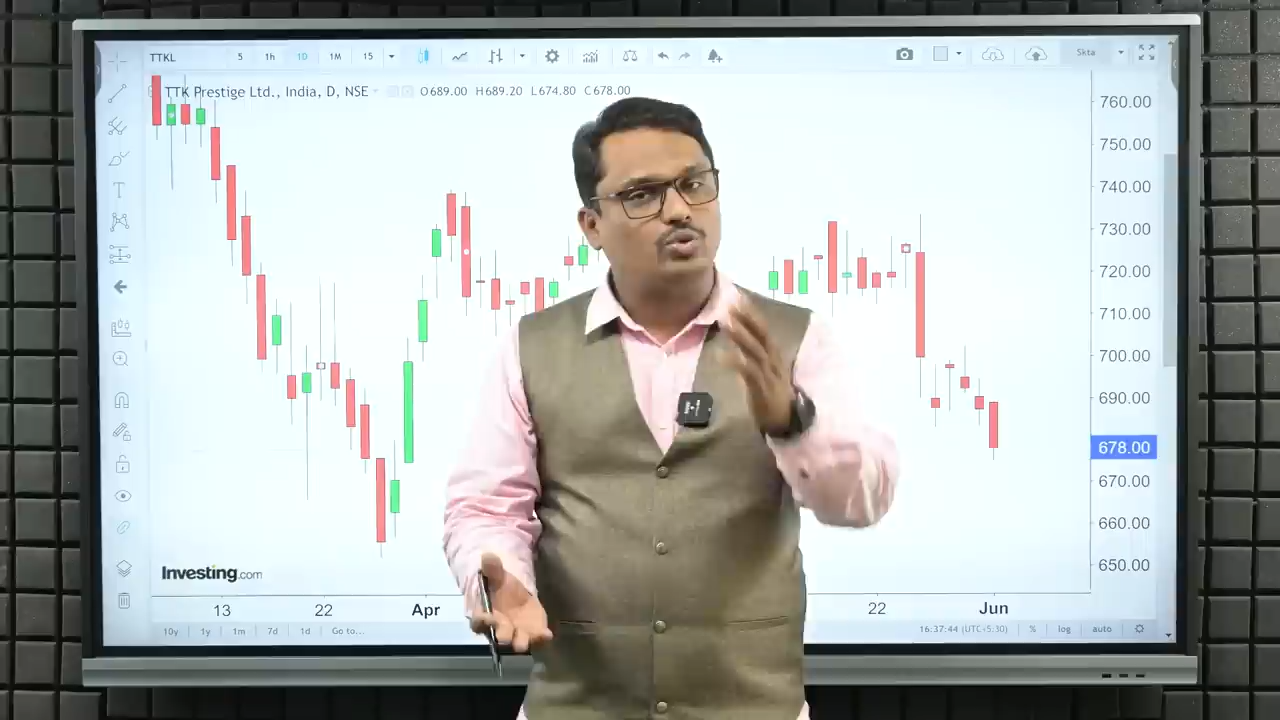 TTKL 5 1h 1D 1M 15 Skta
TTK Prestige Ltd., India, D, NSE O689.00 H689.20 L674.80 C678.00
760.00
750.00
740.00
730.00
720.00
710.00
700.00
690.00
678.00
670.00
660.00
650.00
Investing.com
13 22 Apr 22 Jun
10y 1y 1m 7d 1d Go to... 16:37:44 (UTC+5:30) % log auto